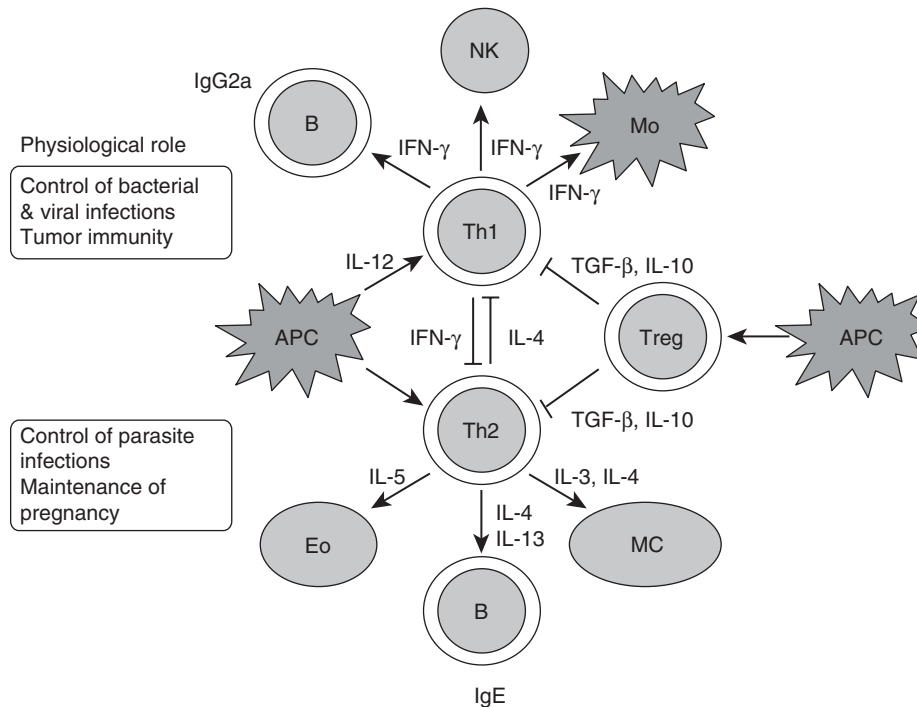 NK
IgG2a
B
Mo
Physiological role
IFN-γ
IFN-γ
IFN-γ
Control of bacterial
& viral infections
Tumor immunity
Th1
IL-12
TGF-β, IL-10
APC
IFN-γ
IL-4
Treg
APC
TGF-β, IL-10
Th2
Control of parasite
infections
Maintenance of
pregnancy
IL-5
IL-3, IL-4
IL-4
IL-13
Eo
MC
B
IgE